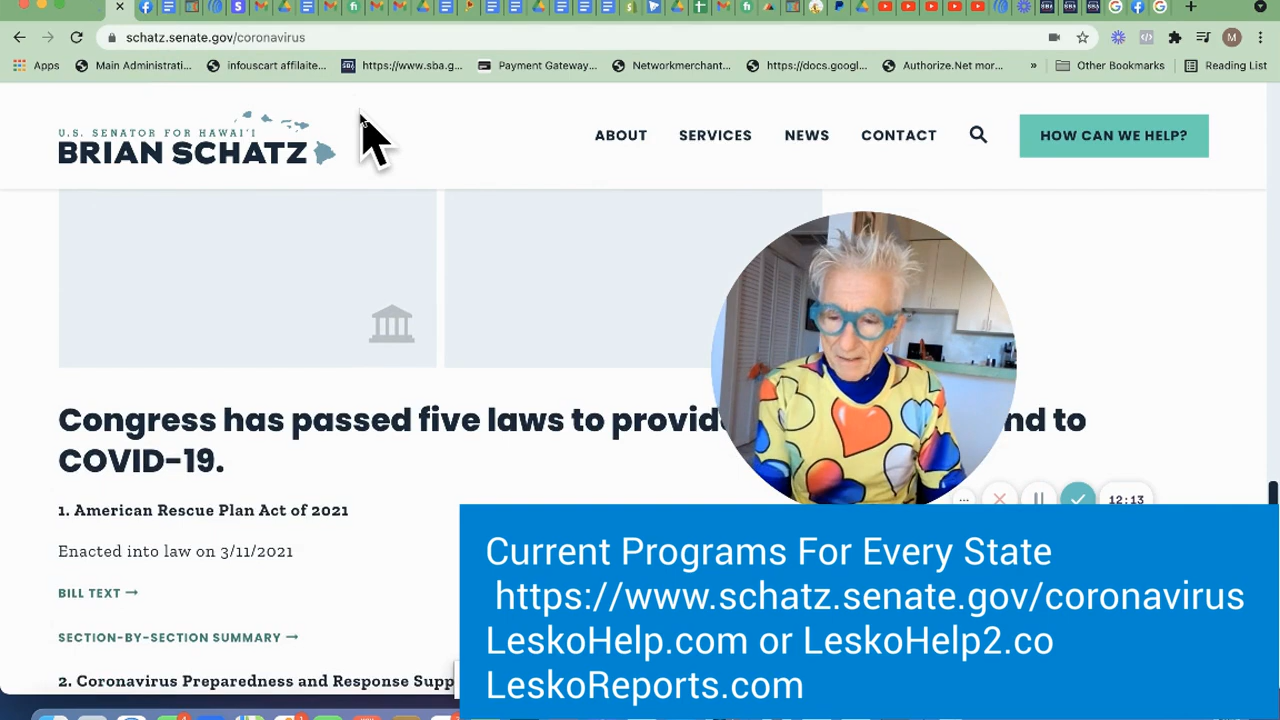 schatz.senate.gov/coronavirus
M
Apps
Main Administrati...
infouscart affilaite...
https://www.sba.g...
Payment Gateway...
Networkmerchant...
https://docs.googl...
Authorize.Net mor...
»
Other Bookmarks
Reading List
U.S. SENATOR FOR HAWAIʻI
BRIAN SCHATZ
ABOUT
SERVICES
NEWS
CONTACT
HOW CAN WE HELP?
Congress has passed five laws to provid
nd to
COVID-19.
1. American Rescue Plan Act of 2021
Enacted into law on 3/11/2021
BILL TEXT →
SECTION-BY-SECTION SUMMARY →
2. Coronavirus Preparedness and Response Supp
12:13
Current Programs For Every State
https://www.schatz.senate.gov/coronavirus
LeskoHelp.com or LeskoHelp2.co
LeskoReports.com